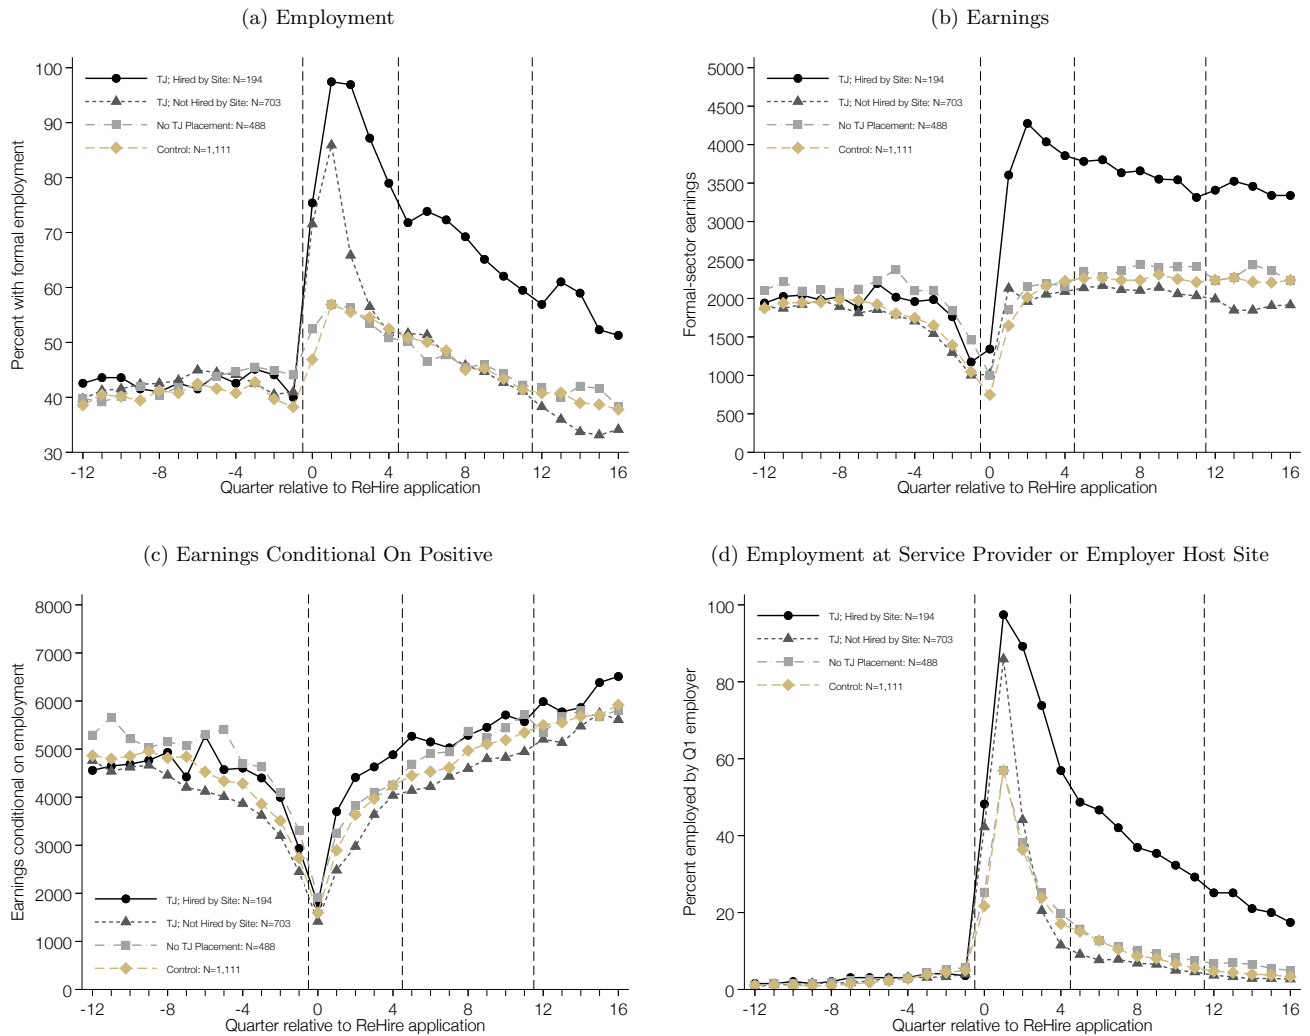 (a) Employment
Percent with formal employment
100
90
80
70
60
50
40
30
TJ; Hired by Site: N=194
TJ; Not Hired by Site: N=703
No TJ Placement: N=488
Control: N=1,111
-12 -8 -4 0 4 8 12 16
Quarter relative to ReHire application
(b) Earnings
Formal-sector earnings
5000
4500
4000
3500
3000
2500
2000
1500
1000
500
0
TJ; Hired by Site: N=194
TJ; Not Hired by Site: N=703
No TJ Placement: N=488
Control: N=1,111
-12 -8 -4 0 4 8 12 16
Quarter relative to ReHire application
(c) Earnings Conditional On Positive
Earnings conditional on employment
8000
7000
6000
5000
4000
3000
2000
1000
0
TJ; Hired by Site: N=194
TJ; Not Hired by Site: N=703
No TJ Placement: N=488
Control: N=1,111
-12 -8 -4 0 4 8 12 16
Quarter relative to ReHire application
(d) Employment at Service Provider or Employer Host Site
Percent employed by Q1 employer
100
80
60
40
20
0
TJ; Hired by Site: N=194
TJ; Not Hired by Site: N=703
No TJ Placement: N=488
Control: N=1,111
-12 -8 -4 0 4 8 12 16
Quarter relative to ReHire application